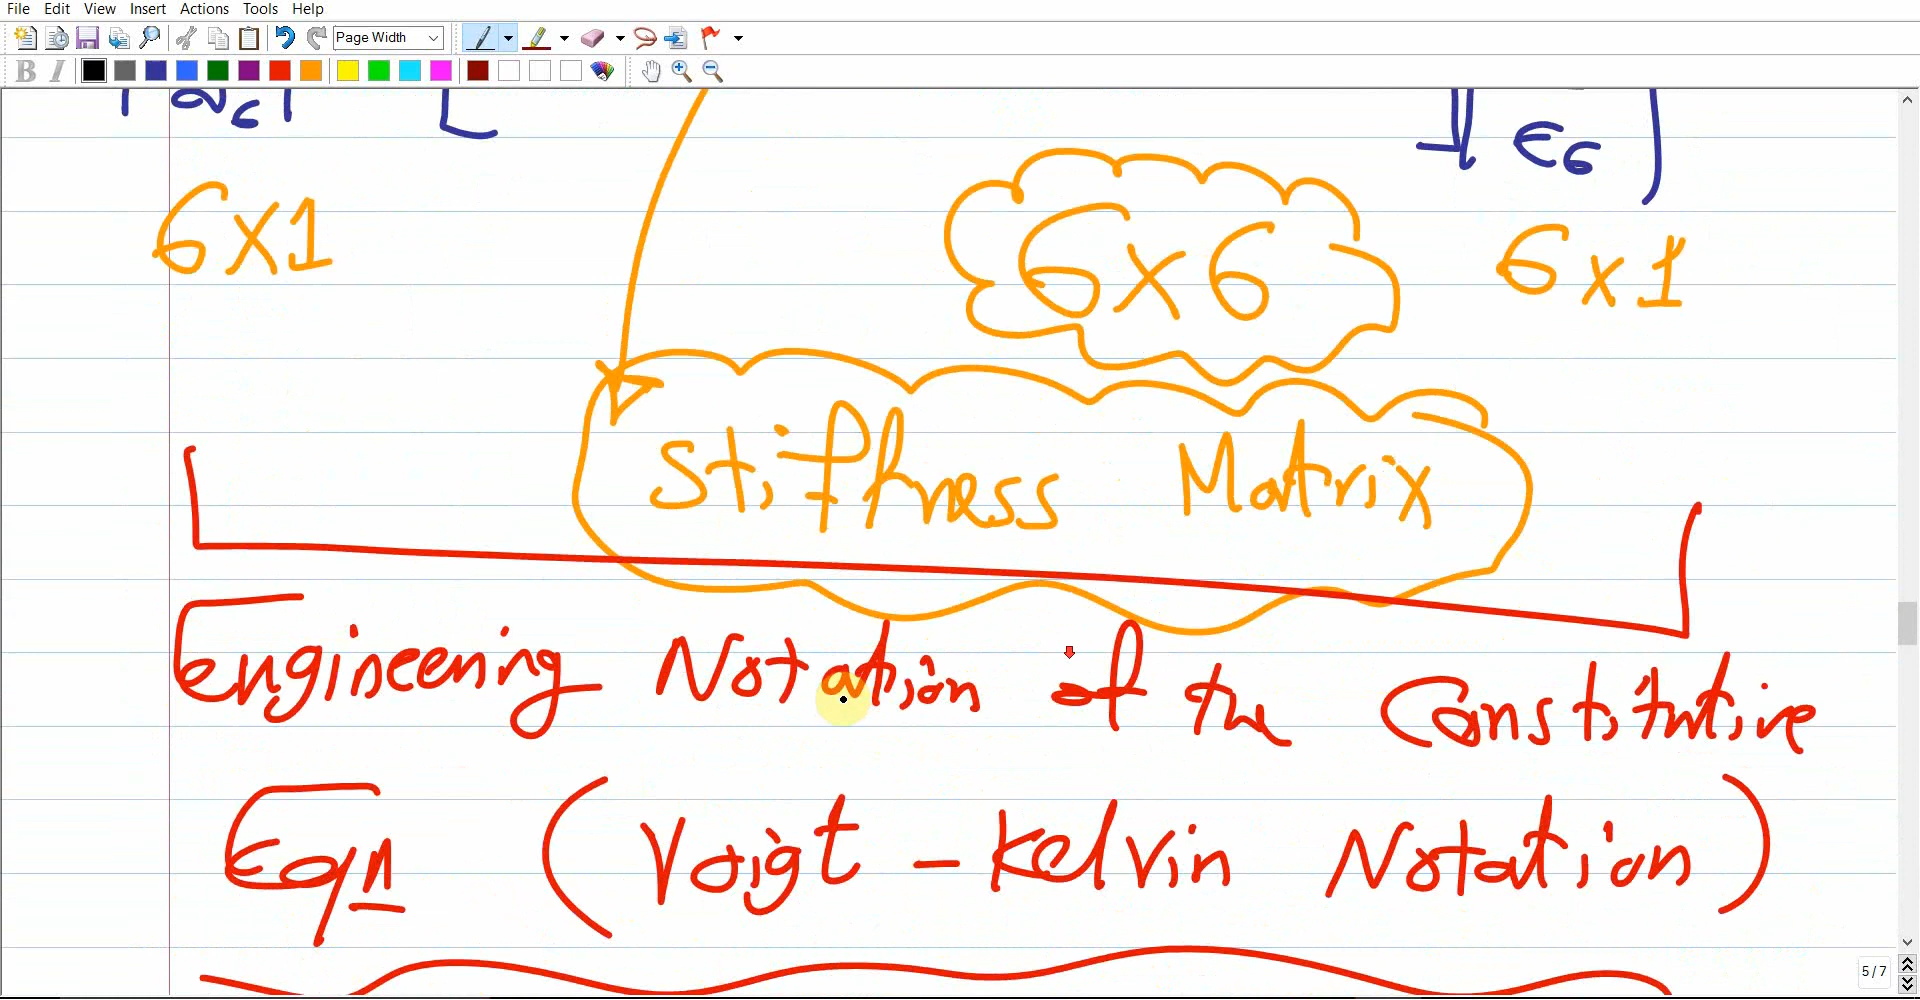 File Edit View Insert Actions Tools Help
Page Width
B I
σ6 ε6
6x1 6x6 6x1
Stiffness Matrix
Engineering Notation of the Constitutive
Eqn (Voigt - Kelvin Notation)
5 / 7